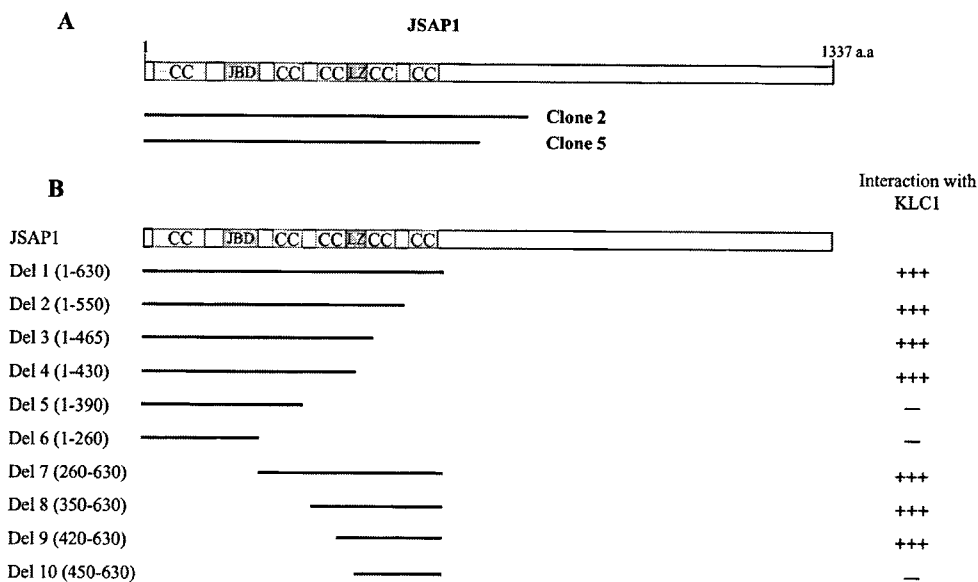 A
JSAP1
1
1337 a.a
CC JBD CC CC LZ CC CC
Clone 2
Clone 5
B
Interaction with
KLC1
JSAP1 CC JBD CC CC LZ CC CC
Del 1 (1-630) +++
Del 2 (1-550) +++
Del 3 (1-465) +++
Del 4 (1-430) +++
Del 5 (1-390) —
Del 6 (1-260) —
Del 7 (260-630) +++
Del 8 (350-630) +++
Del 9 (420-630) +++
Del 10 (450-630) —